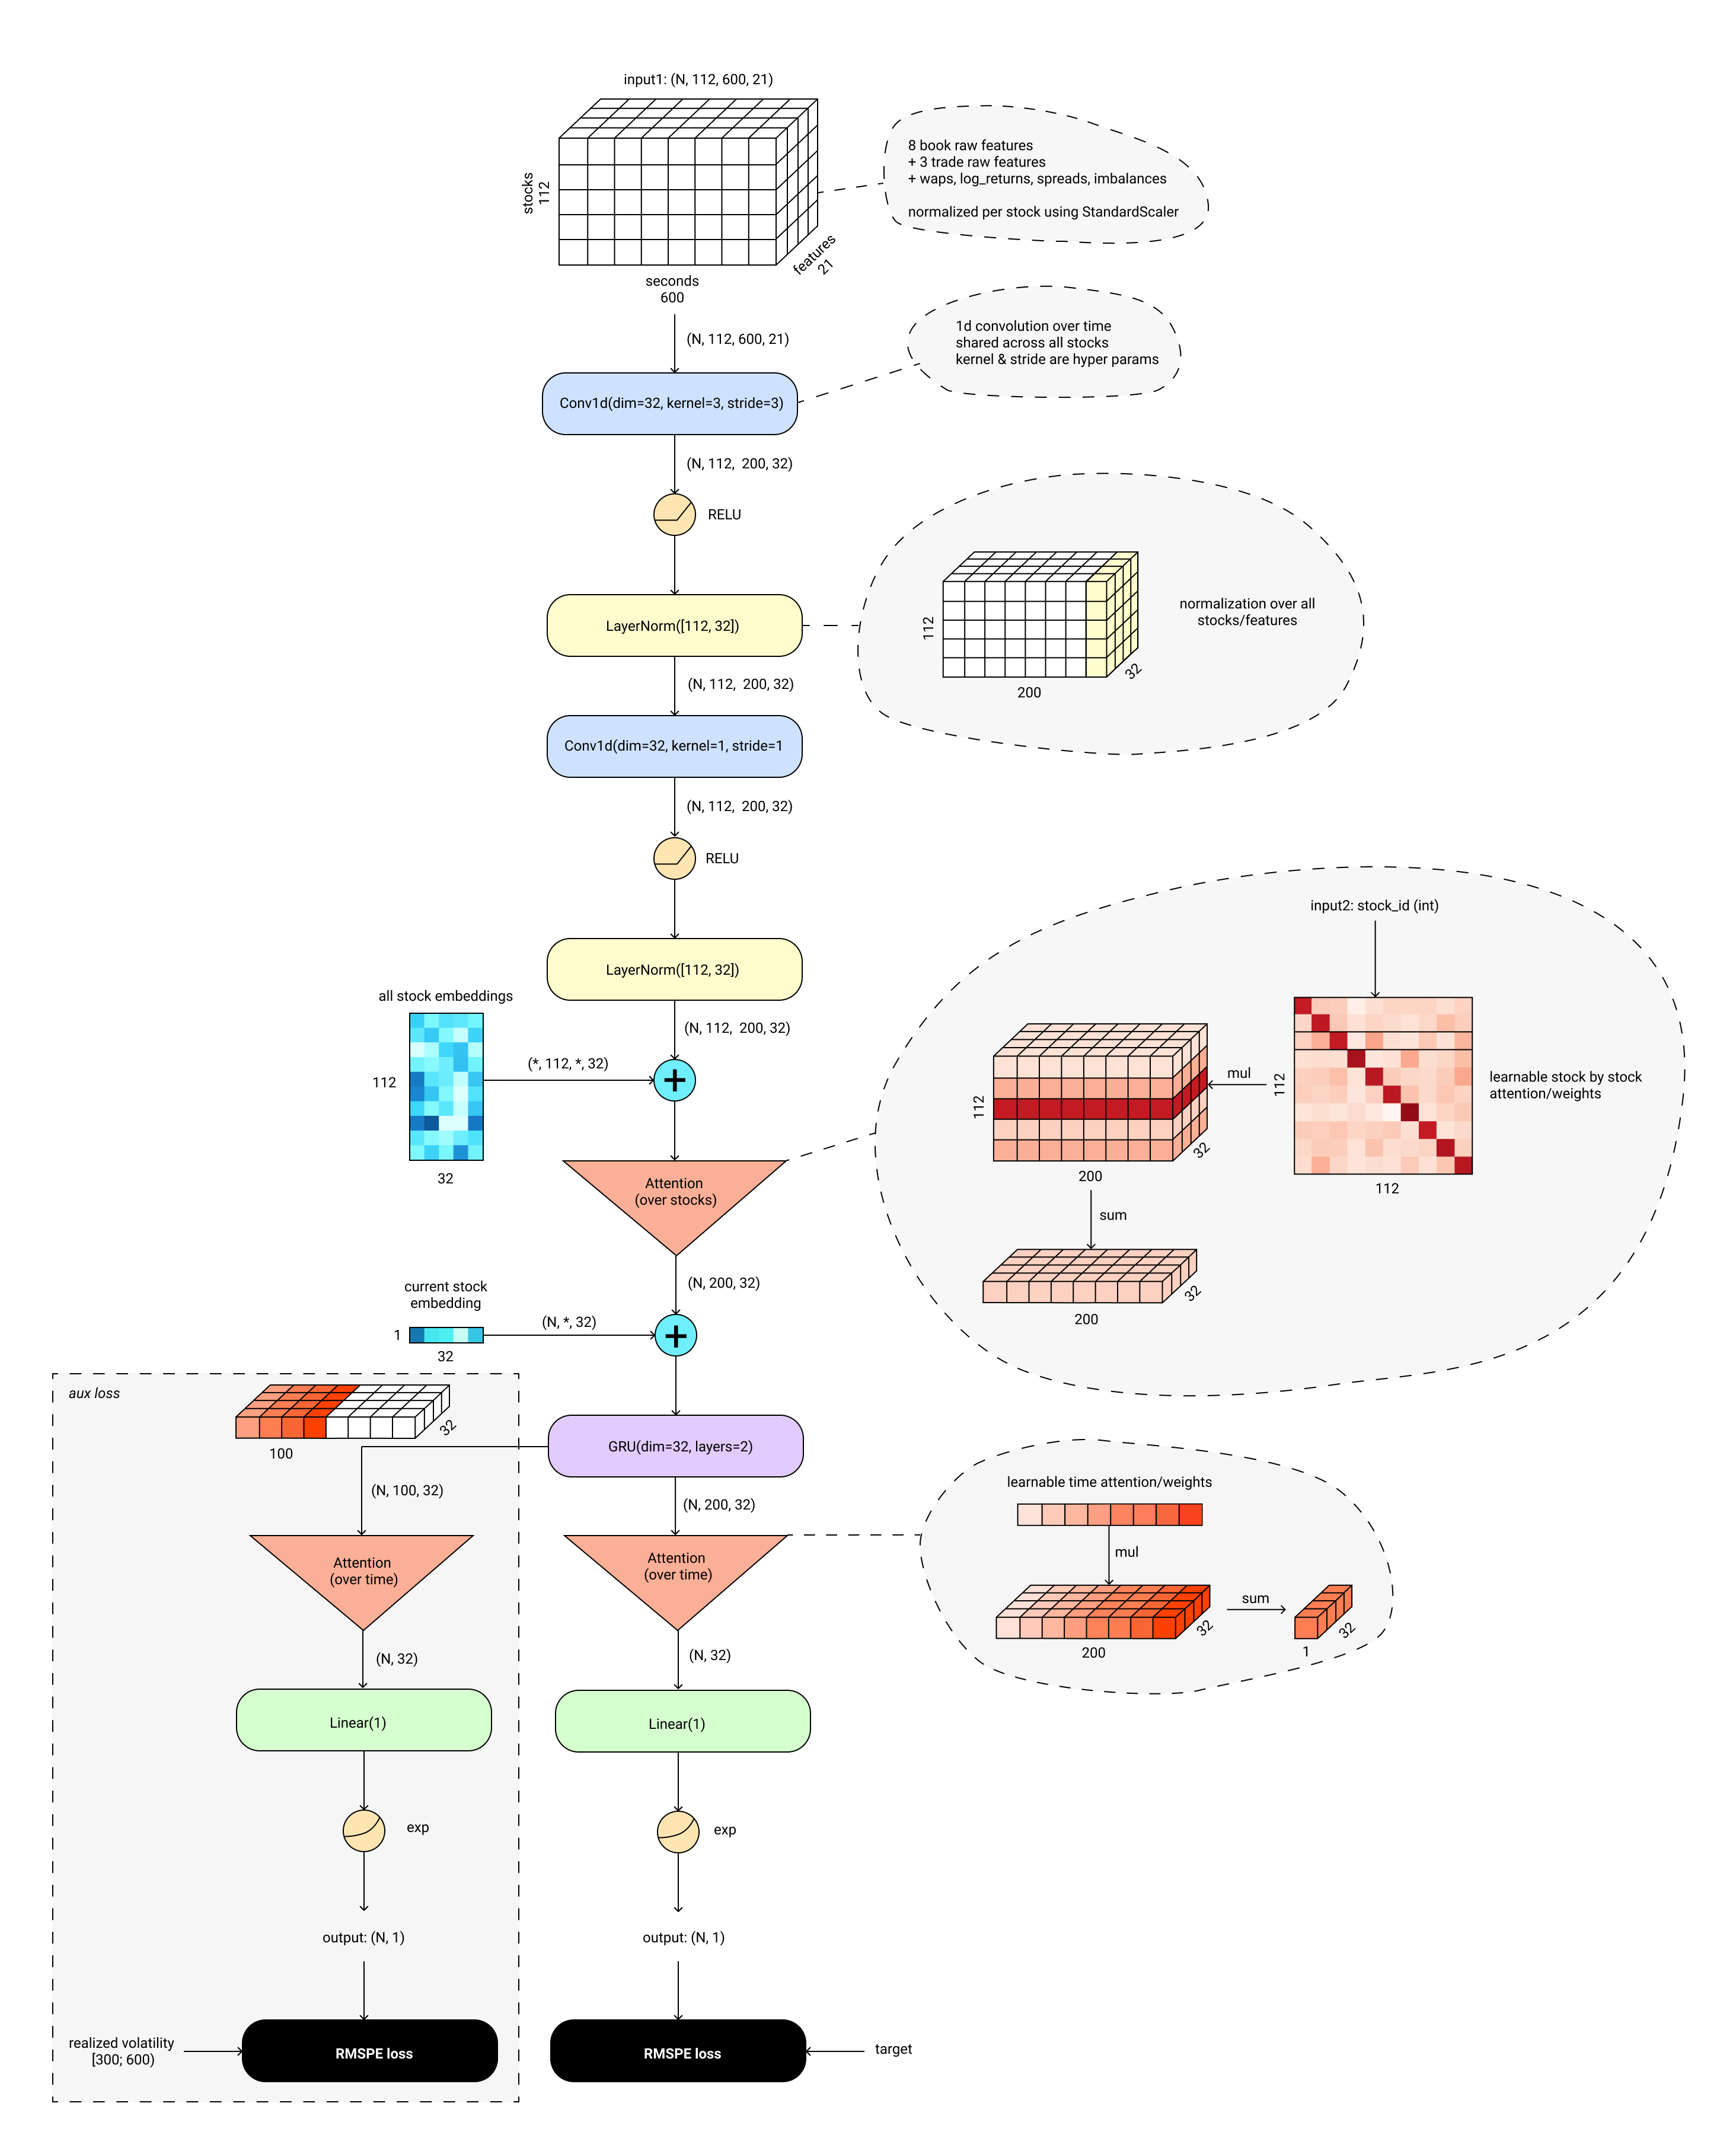 input1: (N, 112, 600, 21)
stocks
112
features
21
seconds
600
8 book raw features
+ 3 trade raw features
+ waps, log_returns, spreads, imbalances
normalized per stock using StandardScaler
(N, 112, 600, 21)
1d convolution over time
shared across all stocks
kernel & stride are hyper params
Conv1d(dim=32, kernel=3, stride=3)
(N, 112, 200, 32)
RELU
LayerNorm([112, 32])
112
200
32
normalization over all
stocks/features
(N, 112, 200, 32)
Conv1d(dim=32, kernel=1, stride=1
(N, 112, 200, 32)
RELU
LayerNorm([112, 32])
(N, 112, 200, 32)
all stock embeddings
112
32
(*, 112, *, 32)
+
Attention
(over stocks)
input2: stock_id (int)
112
200
32
mul
112
112
learnable stock by stock
attention/weights
sum
200
32
(N, 200, 32)
current stock
embedding
1
32
(N, *, 32)
+
GRU(dim=32, layers=2)
aux loss
100
32
(N, 100, 32)
(N, 200, 32)
Attention
(over time)
Attention
(over time)
learnable time attention/weights
mul
200
32
sum
1
32
(N, 32)
(N, 32)
Linear(1)
Linear(1)
exp
exp
output: (N, 1)
output: (N, 1)
realized volatility
[300; 600)
RMSPE loss
RMSPE loss
target